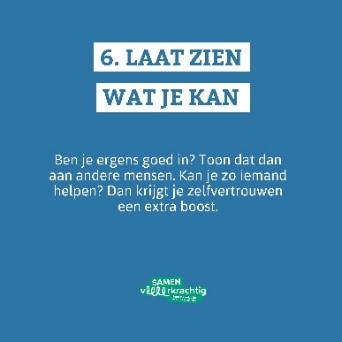 6. LAAT ZIEN
WAT JE KAN
Ben je ergens goed in? Toon dat dan
aan andere mensen. Kan je zo iemand
helpen? Dan krijgt je zelfvertrouwen
een extra boost.
SAMEN
veerkrachtig